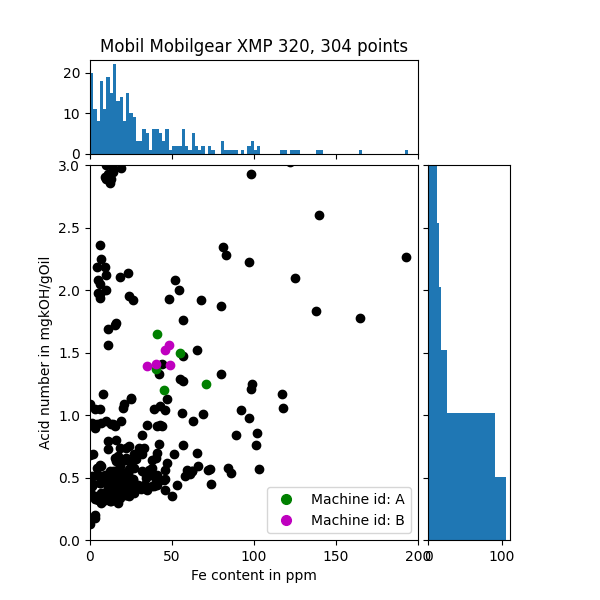 Mobil Mobilgear XMP 320, 304 points
20
10
0
3.0
2.5
2.0
1.5
1.0
0.5
0.0
Acid number in mgkOH/gOil
Machine id: A
Machine id: B
0 50 100 150 200 0 100
Fe content in ppm